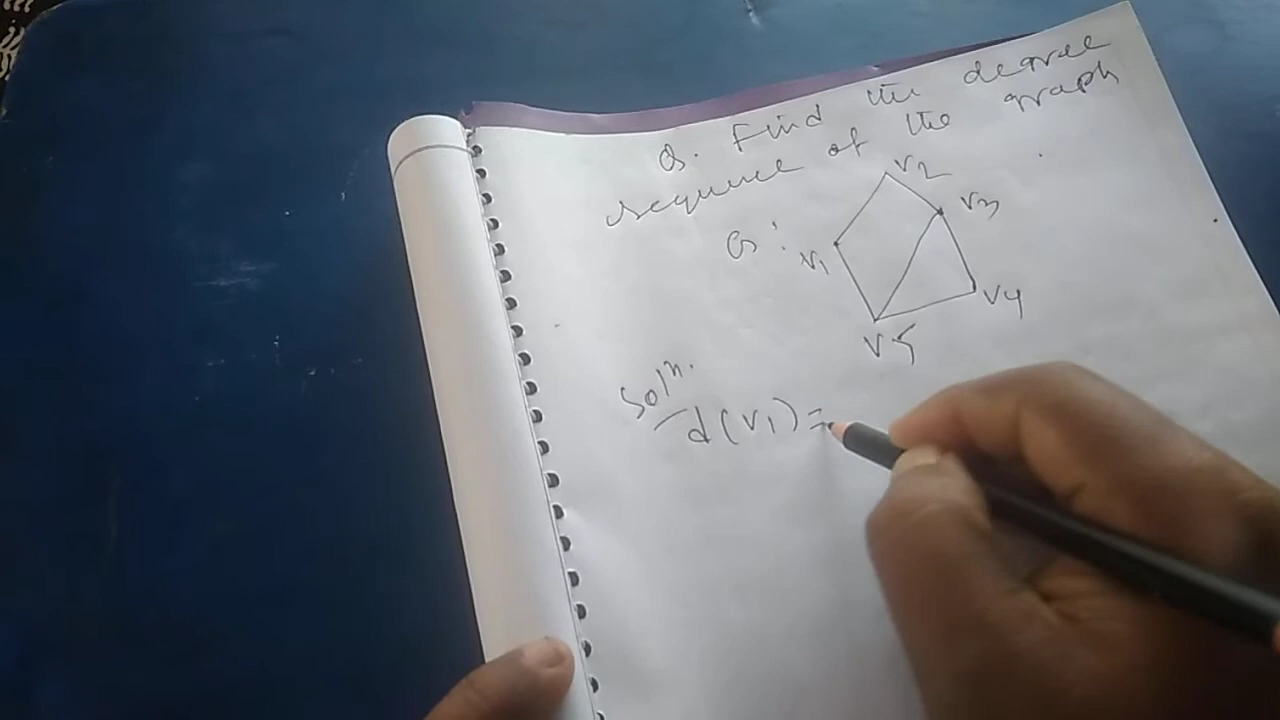 Q. Find the degree
sequence of the graph
G:
v2
v3
v1
v4
v5
Soln.
d(v1)=